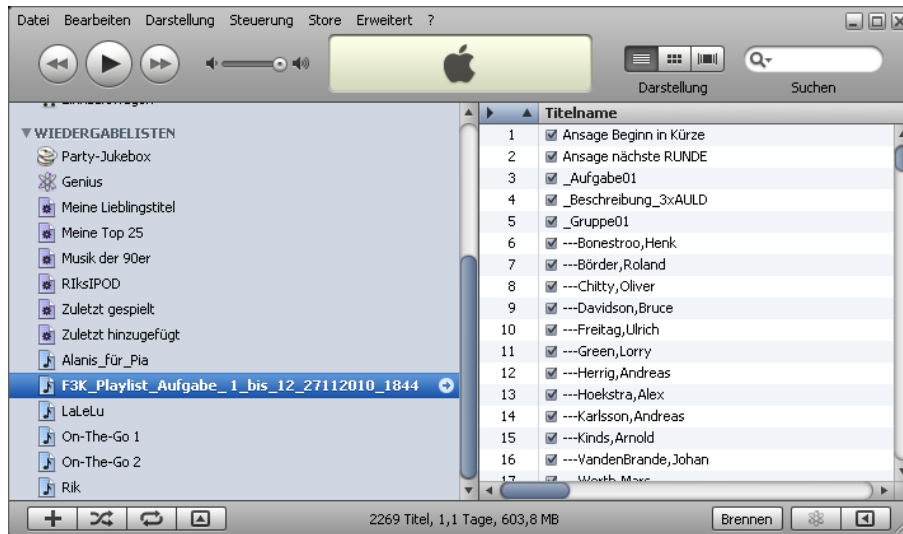 Datei Bearbeiten Darstellung Steuerung Store Erweitert ?
Darstellung
Suchen
WIEDERGABELISTEN
Party-Jukebox
Genius
Meine Lieblingstitel
Meine Top 25
Musik der 90er
RIksIPOD
Zuletzt gespielt
Zuletzt hinzugefügt
Alanis_für_Pia
F3K_Playlist_Aufgabe_ 1_bis_12_27112010_1844
LaLeLu
On-The-Go 1
On-The-Go 2
Rik
Titelname
1 Ansage Beginn in Kürze
2 Ansage nächste RUNDE
3 _Aufgabe01
4 _Beschreibung_3xAULD
5 _Gruppe01
6 ---Bonestroo,Henk
7 ---Börder,Roland
8 ---Chitty,Oliver
9 ---Davidson,Bruce
10 ---Freitag,Ulrich
11 ---Green,Lorry
12 ---Herrig,Andreas
13 ---Hoekstra,Alex
14 ---Karlsson,Andreas
15 ---Kinds,Arnold
16 ---VandenBrande,Johan
17
2269 Titel, 1,1 Tage, 603,8 MB
Brennen